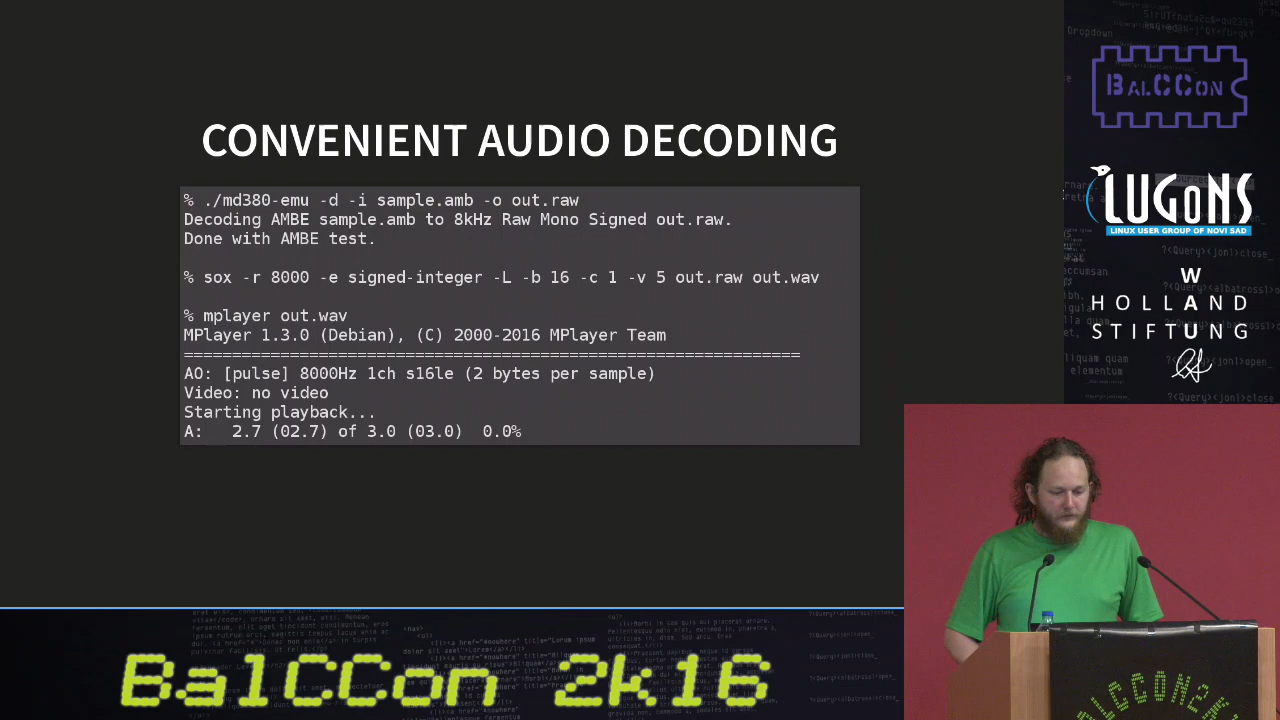 CONVENIENT AUDIO DECODING
% ./md380-emu -d -i sample.amb -o out.raw
Decoding AMBE sample.amb to 8kHz Raw Mono Signed out.raw.
Done with AMBE test.
% sox -r 8000 -e signed-integer -L -b 16 -c 1 -v 5 out.raw out.wav
% mplayer out.wav
MPlayer 1.3.0 (Debian), (C) 2000-2016 MPlayer Team
================================================================
AO: [pulse] 8000Hz 1ch s16le (2 bytes per sample)
Video: no video
Starting playback...
A:   2.7 (02.7) of 3.0 (03.0)  0.0%
BALCCON
LUGONS
LINUX USER GROUP OF NOVI SAD
W
HOLLAND
STIFTUNG
BalCCon 2k16
BALCCON2K16